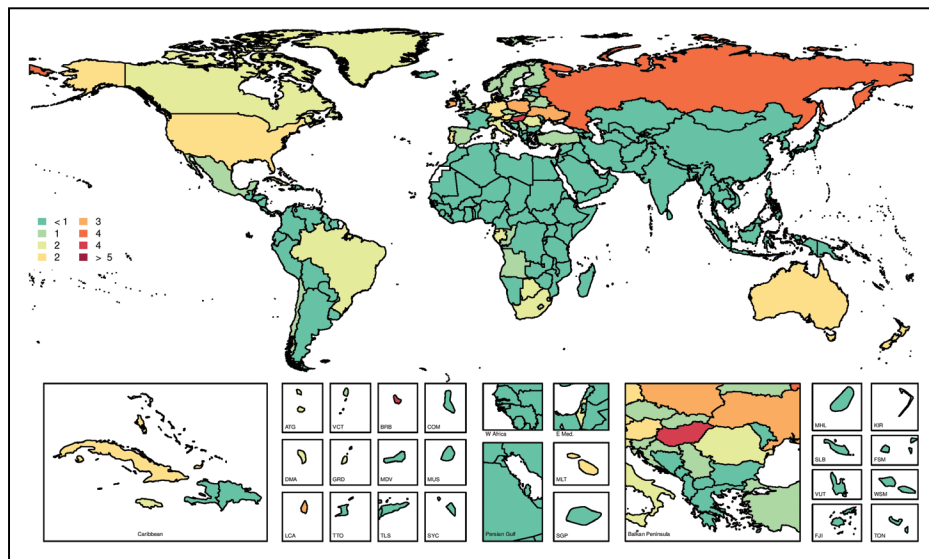 < 1 3
1 4
2 4
2 > 5
ATG VCT BRB COM
W Africa E Med.
MHL KIR
DMA GRD MDV MUS
MLT
SLB FSM
LCA TTO TLS SYC
Persian Gulf SGP
VUT WSM
Caribbean
Balkan Peninsula
FJI TON